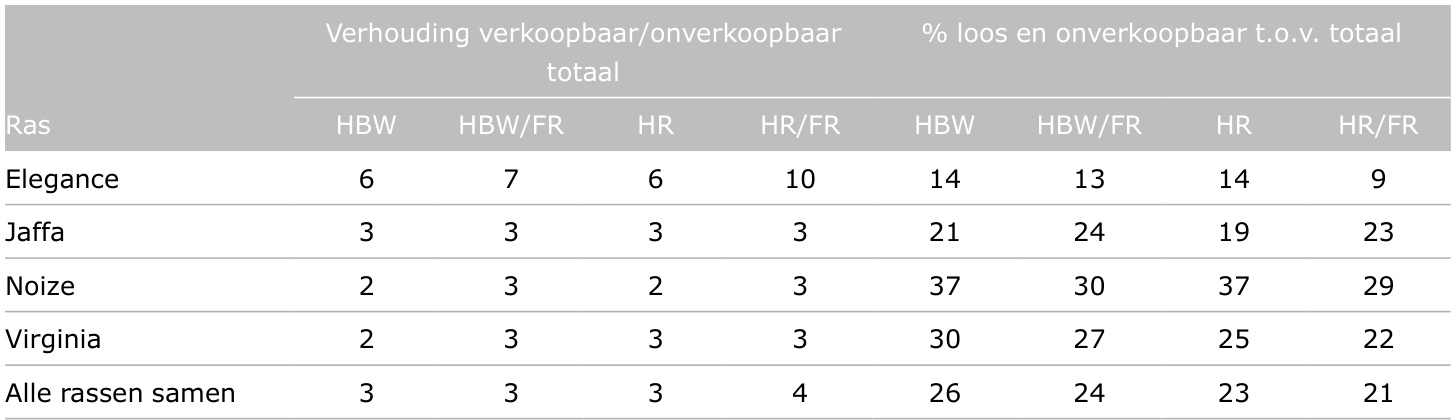 Verhouding verkoopbaar/onverkoopbaar totaal % loos en onverkoopbaar t.o.v. totaal
Ras HBW HBW/FR HR HR/FR HBW HBW/FR HR HR/FR
Elegance 6 7 6 10 14 13 14 9
Jaffa 3 3 3 3 21 24 19 23
Noize 2 3 2 3 37 30 37 29
Virginia 2 3 3 3 30 27 25 22
Alle rassen samen 3 3 3 4 26 24 23 21